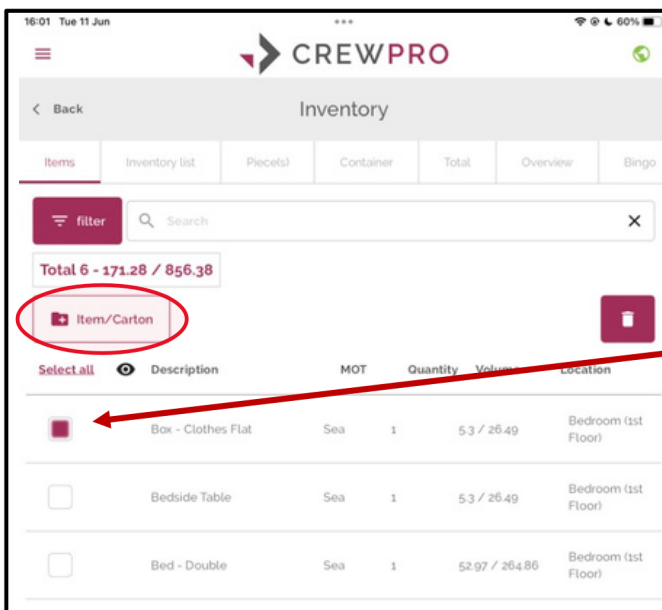 16:01 Tue 11 Jun 60%
CREWPRO
Back Inventory
Items Inventory list Piece(s) Container Total Overview Bingo
filter Search
Total 6 - 171.28 / 856.38
Item/Carton
Select all Description MOT Quantity Volume Location
Box - Clothes Flat Sea 1 5.3 / 26.49 Bedroom (1st
Floor)
Bedside Table Sea 1 5.3 / 26.49 Bedroom (1st
Floor)
Bed - Double Sea 1 52.97 / 264.86 Bedroom (1st
Floor)